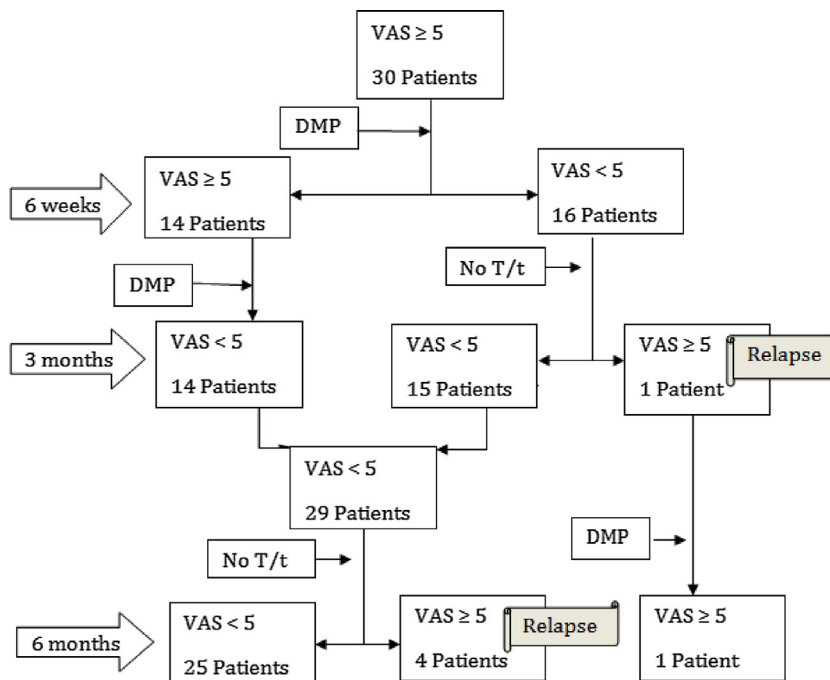 VAS ≥ 5
30 Patients
DMP
6 weeks
VAS ≥ 5
14 Patients
VAS < 5
16 Patients
DMP
No T/t
3 months
VAS < 5
14 Patients
VAS < 5
15 Patients
VAS ≥ 5
1 Patient
Relapse
VAS < 5
29 Patients
No T/t
DMP
6 months
VAS < 5
25 Patients
VAS ≥ 5
4 Patients
Relapse
VAS ≥ 5
1 Patient